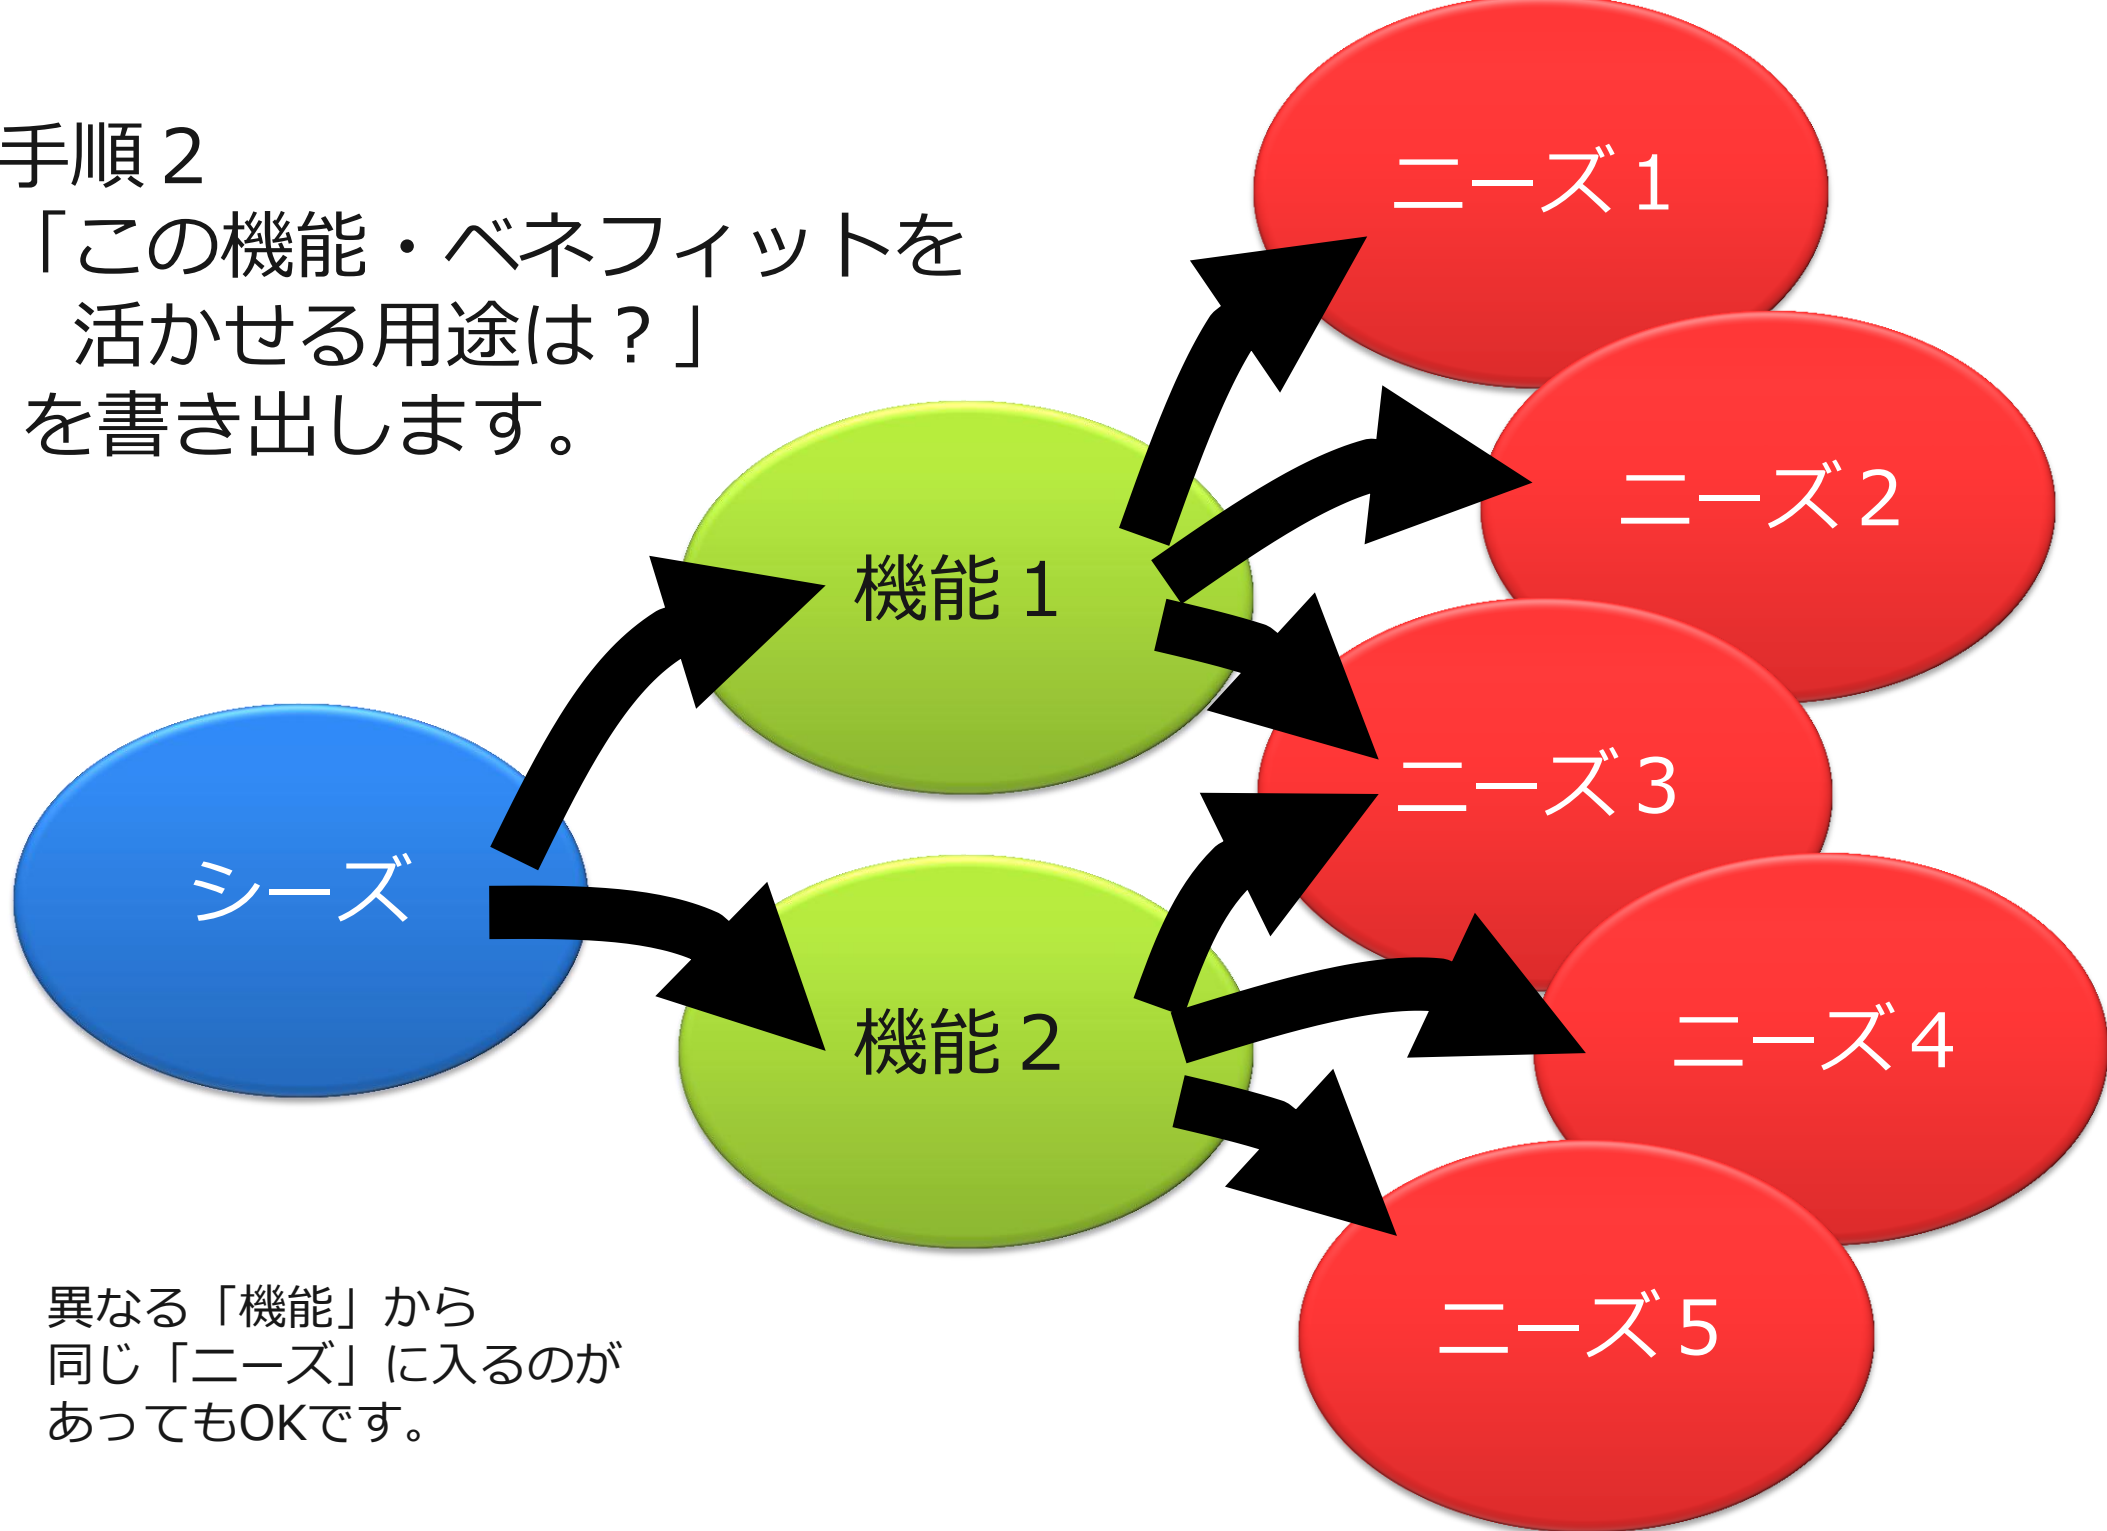 手順２
「この機能・ベネフィットを
活かせる用途は？」
を書き出します。
シーズ
機能１
機能２
ニーズ１
ニーズ２
ニーズ３
ニーズ４
ニーズ５
異なる「機能」から
同じ「ニーズ」に入るのが
あってもOKです。